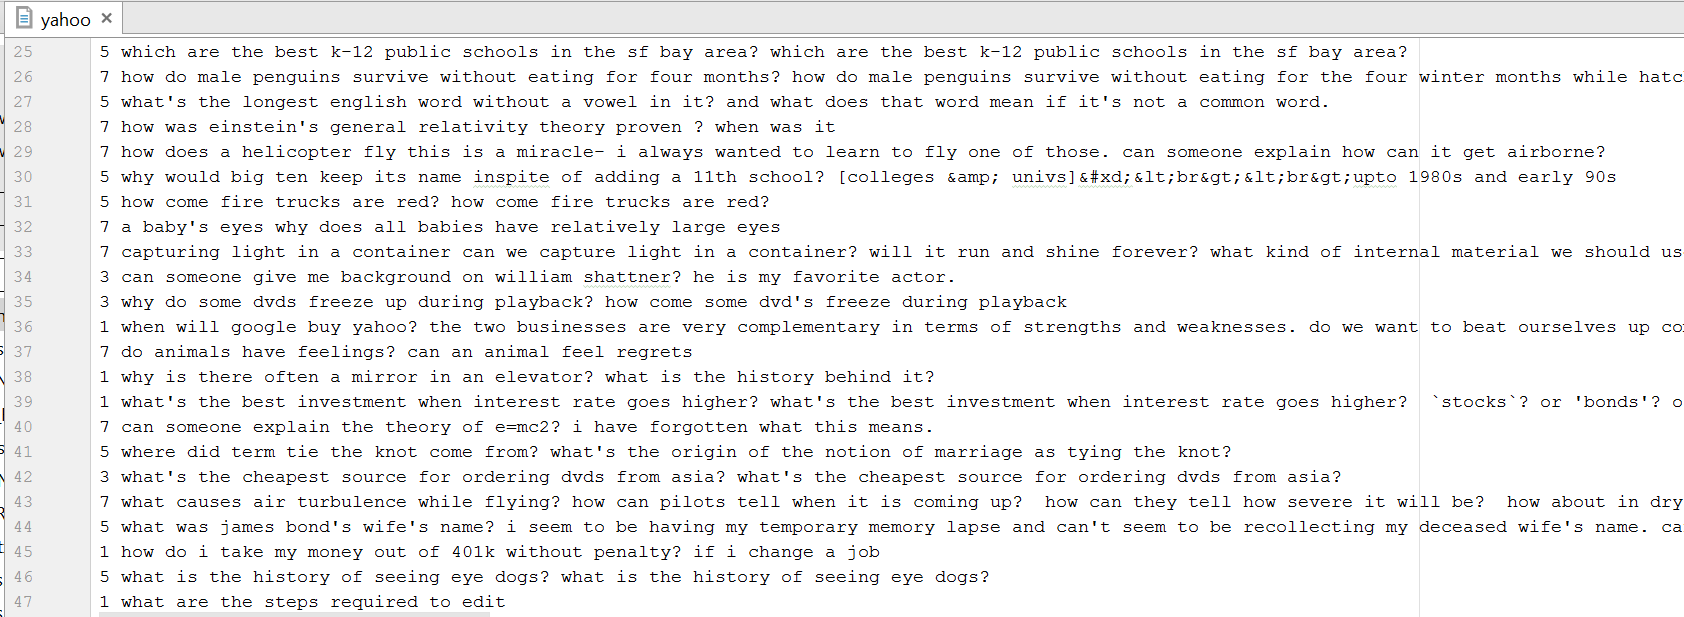 yahoo
25 5 which are the best k-12 public schools in the sf bay area? which are the best k-12 public schools in the sf bay area?
26 7 how do male penguins survive without eating for four months? how do male penguins survive without eating for the four winter months while
27 5 what's the longest english word without a vowel in it? and what does that word mean if it's not a common word.
28 7 how was einstein's general relativity theory proven ? when was it
29 7 how does a helicopter fly this is a miracle- i always wanted to learn to fly one of those. can someone explain how can it get airborne?
30 5 why would big ten keep its name inspite of adding a 11th school? [colleges &amp; univs]&#xd;&lt;br&gt;&lt;br&gt;upto 1980s and early 90s
31 5 how come fire trucks are red? how come fire trucks are red?
32 7 a baby's eyes why does all babies have relatively large eyes
33 7 capturing light in a container can we capture light in a container? will it run and shine forever? what kind of internal material we should
34 3 can someone give me background on william shattner? he is my favorite actor.
35 3 why do some dvds freeze up during playback? how come some dvd's freeze during playback
36 1 when will google buy yahoo? the two businesses are very complementary in terms of strengths and weaknesses. do we want to beat ourselves up
37 7 do animals have feelings? can an animal feel regrets
38 1 why is there often a mirror in an elevator? what is the history behind it?
39 1 what's the best investment when interest rate goes higher? what's the best investment when interest rate goes higher?  `stocks`? or 'bonds'?
40 7 can someone explain the theory of e=mc2? i have forgotten what this means.
41 5 where did term tie the knot come from? what's the origin of the notion of marriage as tying the knot?
42 3 what's the cheapest source for ordering dvds from asia? what's the cheapest source for ordering dvds from asia?
43 7 what causes air turbulence while flying? how can pilots tell when it is coming up?  how can they tell how severe it will be?  how about in dry
44 5 what was james bond's wife's name? i seem to be having my temporary memory lapse and can't seem to be recollecting my deceased wife's name.
45 1 how do i take my money out of 401k without penalty? if i change a job
46 5 what is the history of seeing eye dogs? what is the history of seeing eye dogs?
47 1 what are the steps required to edit